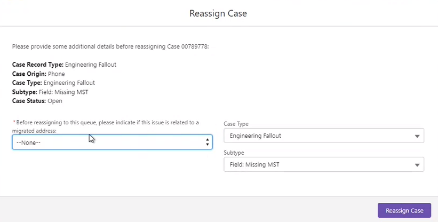 Reassign Case
Please provide some additional details before reassigning Case 00789778:
Case Record Type: Engineering Fallout
Case Origin: Phone
Case Type: Engineering Fallout
Subtype: Field: Missing MST
Case Status: Open
*Before reassigning to this queue, please indicate if this issue is related to a
migrated address:
--None--
Case Type
Engineering Fallout
Subtype
Field: Missing MST
Reassign Case